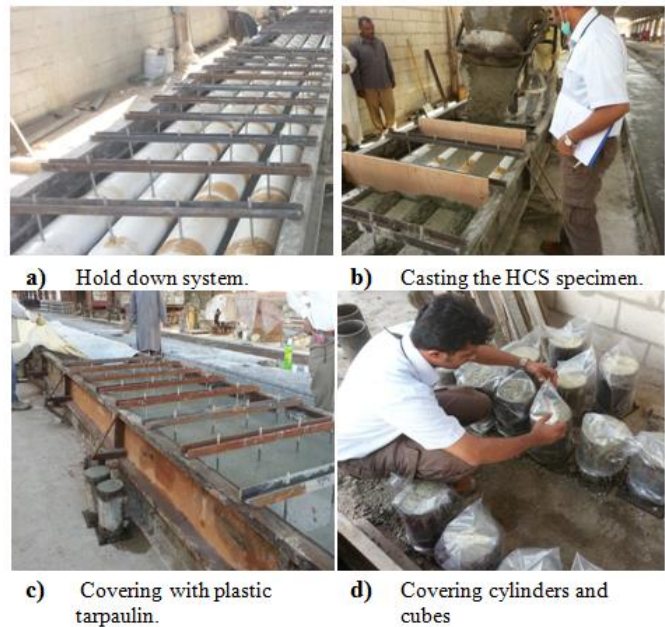 a) Hold down system.
b) Casting the HCS specimen.
c) Covering with plastic
tarpaulin.
d) Covering cylinders and
cubes